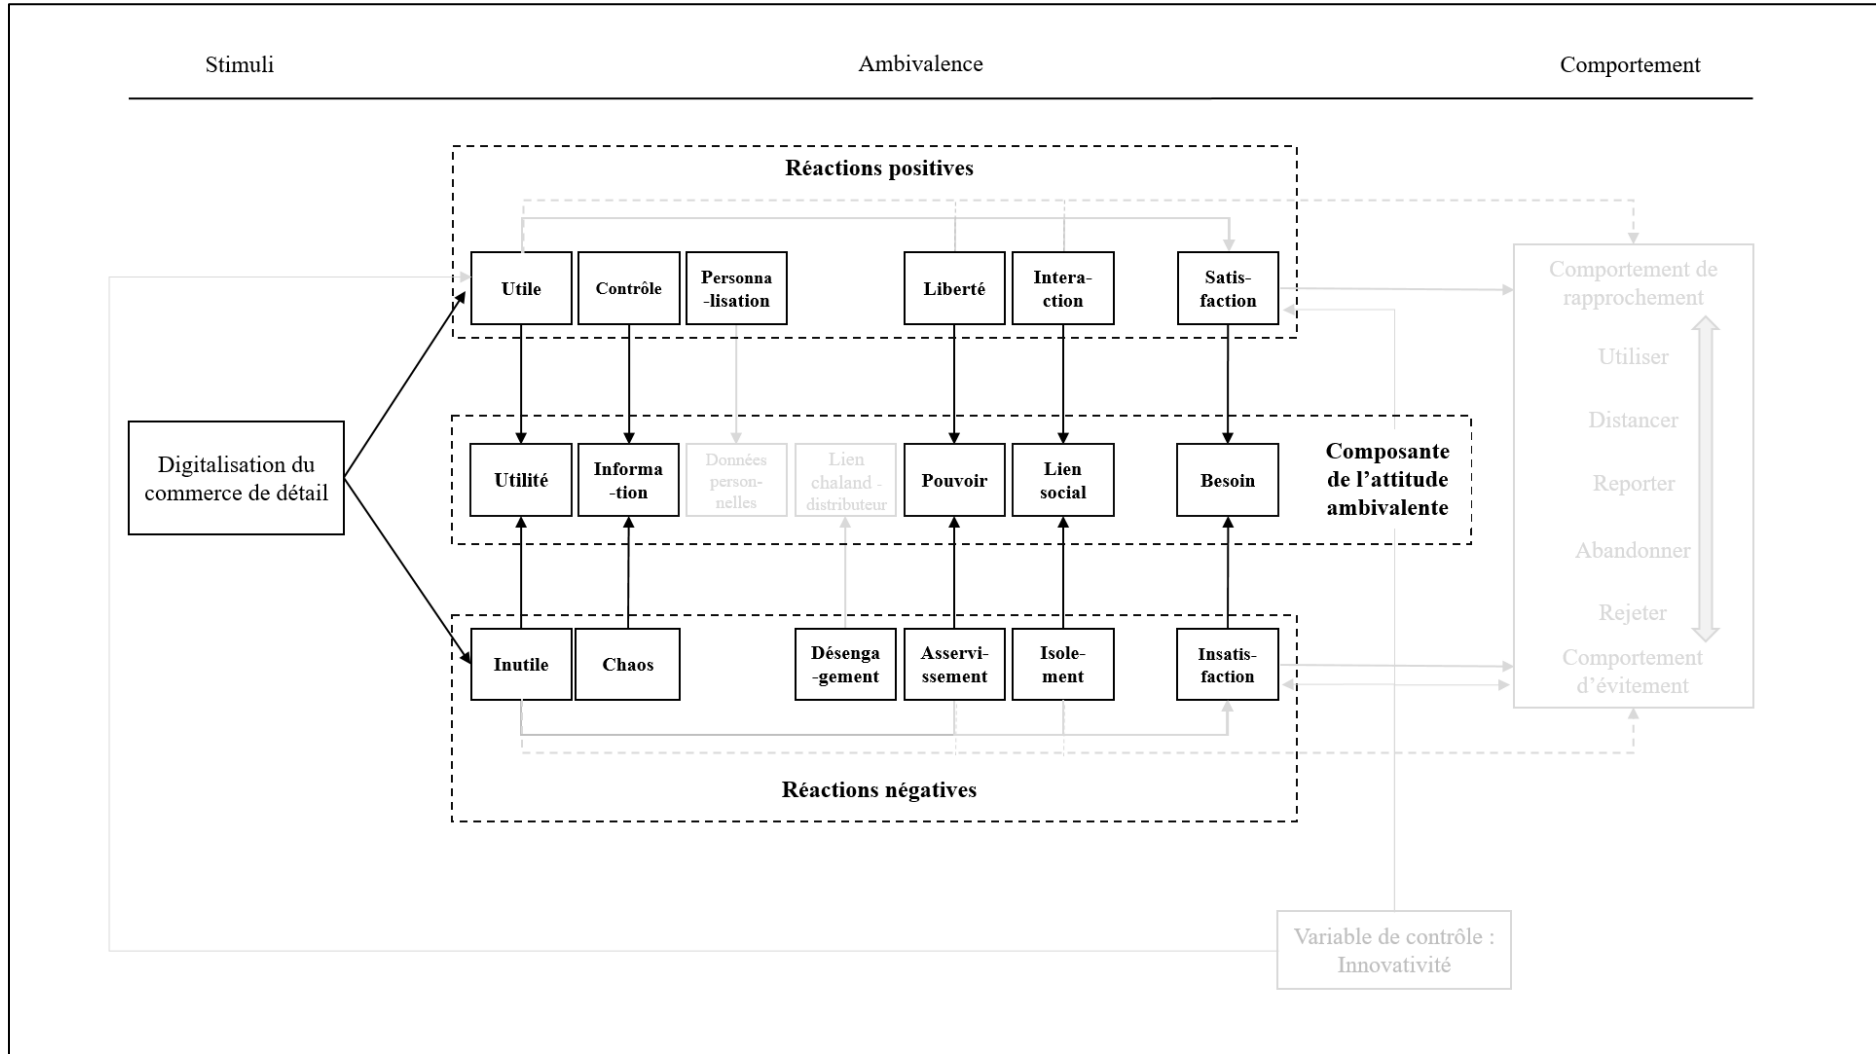 Stimuli
Ambivalence
Comportement
Réactions positives
Utile
Contrôle
Personna
-lisation
Liberté
Intera-
ction
Satis-
faction
Comportement de
rapprochement
Utiliser
Distancer
Reporter
Abandonner
Rejeter
Comportement
d’évitement
Digitalisation du
commerce de détail
Utilité
Informa
-tion
Données
person-
nelles
Lien
chaland -
distributeur
Pouvoir
Lien
social
Besoin
Composante
de l’attitude
ambivalente
Inutile
Chaos
Désenga
-gement
Asservi-
ssement
Isole-
ment
Insatis-
faction
Réactions négatives
Variable de contrôle :
Innovativité